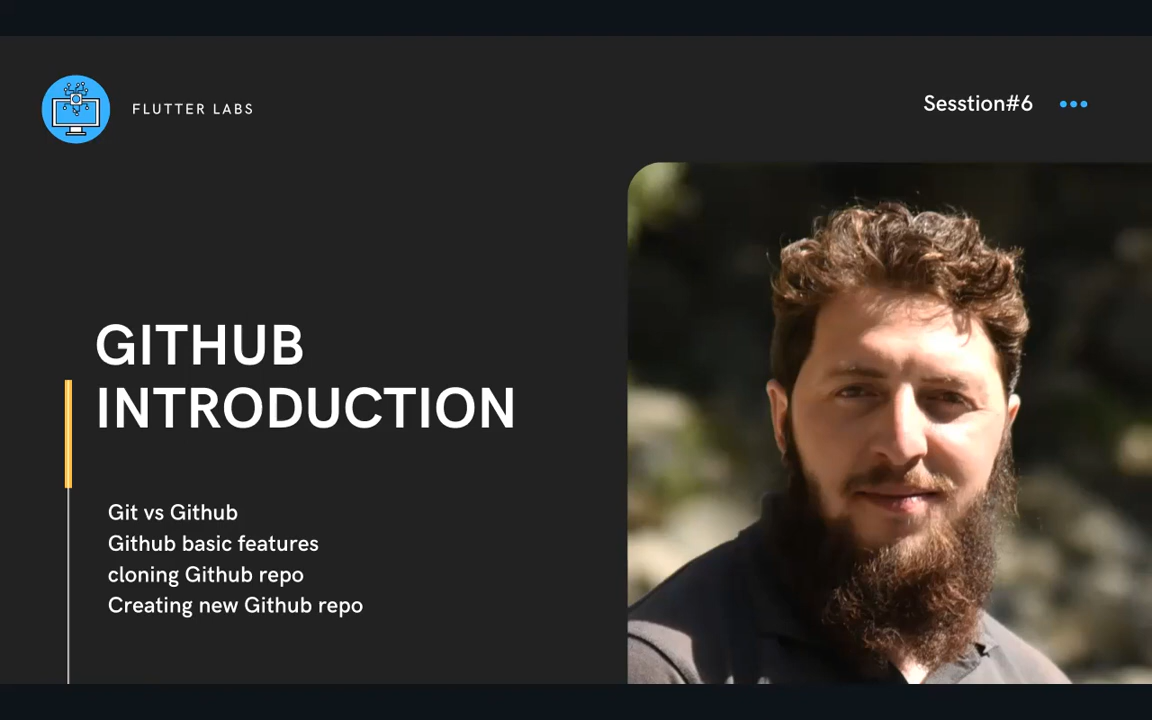 FLUTTER LABS
Sesstion#6
GITHUB
INTRODUCTION
Git vs Github
Github basic features
cloning Github repo
Creating new Github repo